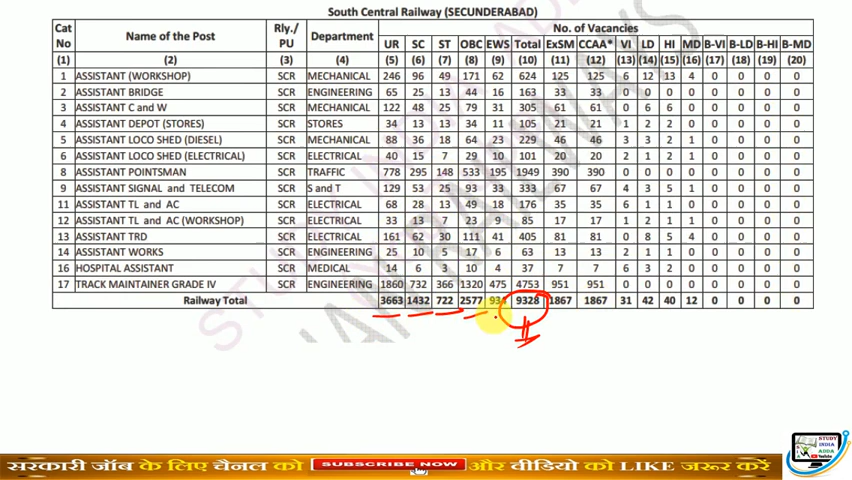 South Central Railway (SECUNDERABAD)
Cat No Name of the Post Rly./ PU Department No. of Vacancies
UR SC ST OBC EWS Total ExSM CCAA* VI LD HI MD B-VI B-LD B-HI B-MD
(1) (2) (3) (4) (5) (6) (7) (8) (9) (10) (11) (12) (13) (14) (15) (16) (17) (18) (19) (20)
1 ASSISTANT (WORKSHOP) SCR MECHANICAL 246 96 49 171 62 624 125 125 6 12 13 4 0 0 0 0
2 ASSISTANT BRIDGE SCR ENGINEERING 65 25 13 44 16 163 33 33 0 0 0 0 0 0 0 0
3 ASSISTANT C and W SCR MECHANICAL 122 48 25 79 31 305 61 61 0 6 6 0 0 0 0 0
4 ASSISTANT DEPOT (STORES) SCR STORES 34 13 13 34 11 105 21 21 1 2 2 0 0 0 0 0
5 ASSISTANT LOCO SHED (DIESEL) SCR MECHANICAL 88 36 18 64 23 229 46 46 3 3 2 1 0 0 0 0
6 ASSISTANT LOCO SHED (ELECTRICAL) SCR ELECTRICAL 40 15 7 29 10 101 20 20 2 1 2 1 0 0 0 0
8 ASSISTANT POINTSMAN SCR TRAFFIC 778 295 148 533 195 1949 390 390 0 0 0 0 0 0 0 0
9 ASSISTANT SIGNAL and TELECOM SCR S and T 129 53 25 93 33 333 67 67 4 3 5 1 0 0 0 0
11 ASSISTANT TL and AC SCR ELECTRICAL 68 28 13 49 18 176 35 35 6 1 1 0 0 0 0 0
12 ASSISTANT TL and AC (WORKSHOP) SCR ELECTRICAL 33 13 7 23 9 85 17 17 1 2 1 1 0 0 0 0
13 ASSISTANT TRD SCR ELECTRICAL 161 62 30 111 41 405 81 81 0 8 5 4 0 0 0 0
14 ASSISTANT WORKS SCR ENGINEERING 25 10 5 17 6 63 13 13 2 1 1 0 0 0 0 0
16 HOSPITAL ASSISTANT SCR MEDICAL 14 6 3 10 4 37 7 7 6 3 2 0 0 0 0 0
17 TRACK MAINTAINER GRADE IV SCR ENGINEERING 1860 732 366 1320 475 4753 951 951 0 0 0 0 0 0 0 0
Railway Total 3663 1432 722 2577 934 9328 1867 1867 31 42 40 12 0 0 0 0
सरकारी जॉब के लिए चैनल को SUBSCRIBE NOW और वीडियो को LIKE जरूर करें
STUDY
INDIA
ADDA
YouTube